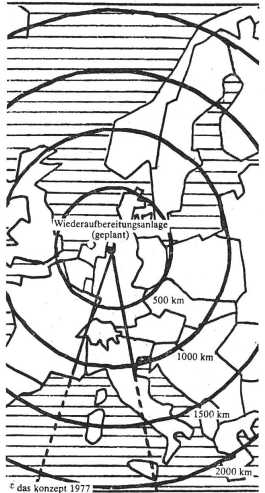 Wiederaufbereitungsanlage
(geplant)
500 km
1000 km
1500 km
2000 km
© das konzept 1977